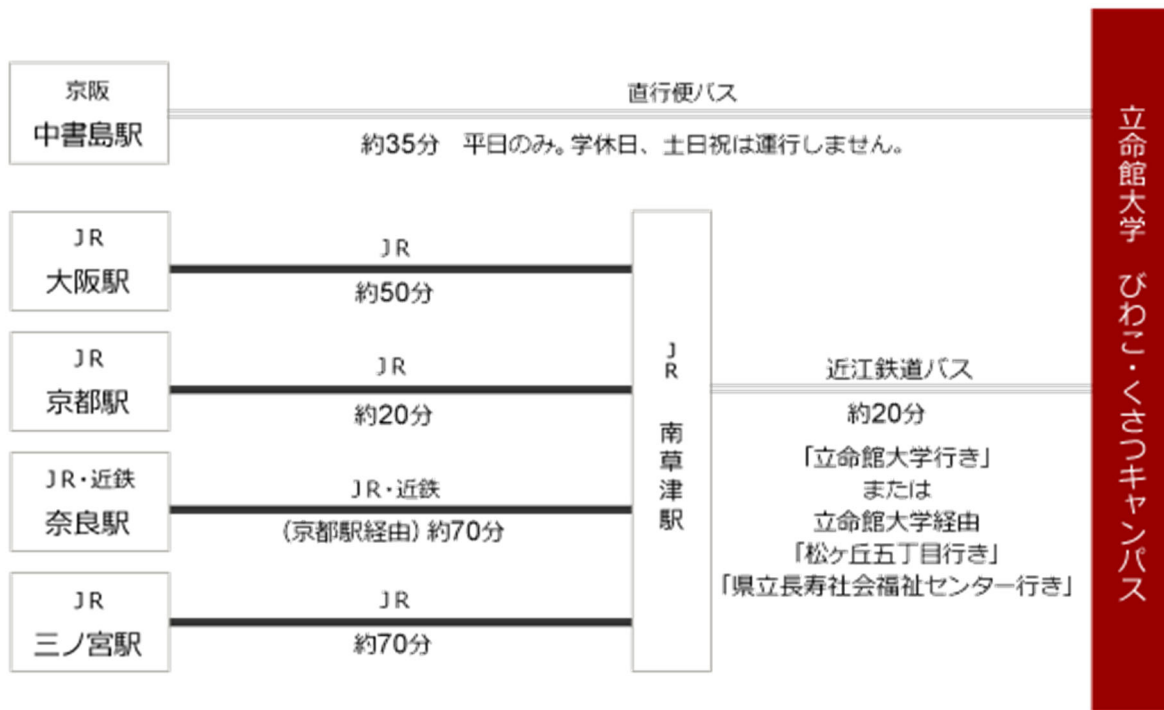 京阪
中書島駅
直行便バス
約35分 平日のみ。学休日、土日祝は運行しません。
JR
大阪駅
JR
約50分
JR
京都駅
JR
約20分
JR・近鉄
奈良駅
JR・近鉄
(京都駅経由) 約70分
JR
三ノ宮駅
JR
約70分
JR 南草津駅
近江鉄道バス
約20分
「立命館大学行き」
または
立命館大学経由
「松ヶ丘五丁目行き」
「県立長寿社会福祉センター行き」
立命館大学 びわこ・くさつキャンパス